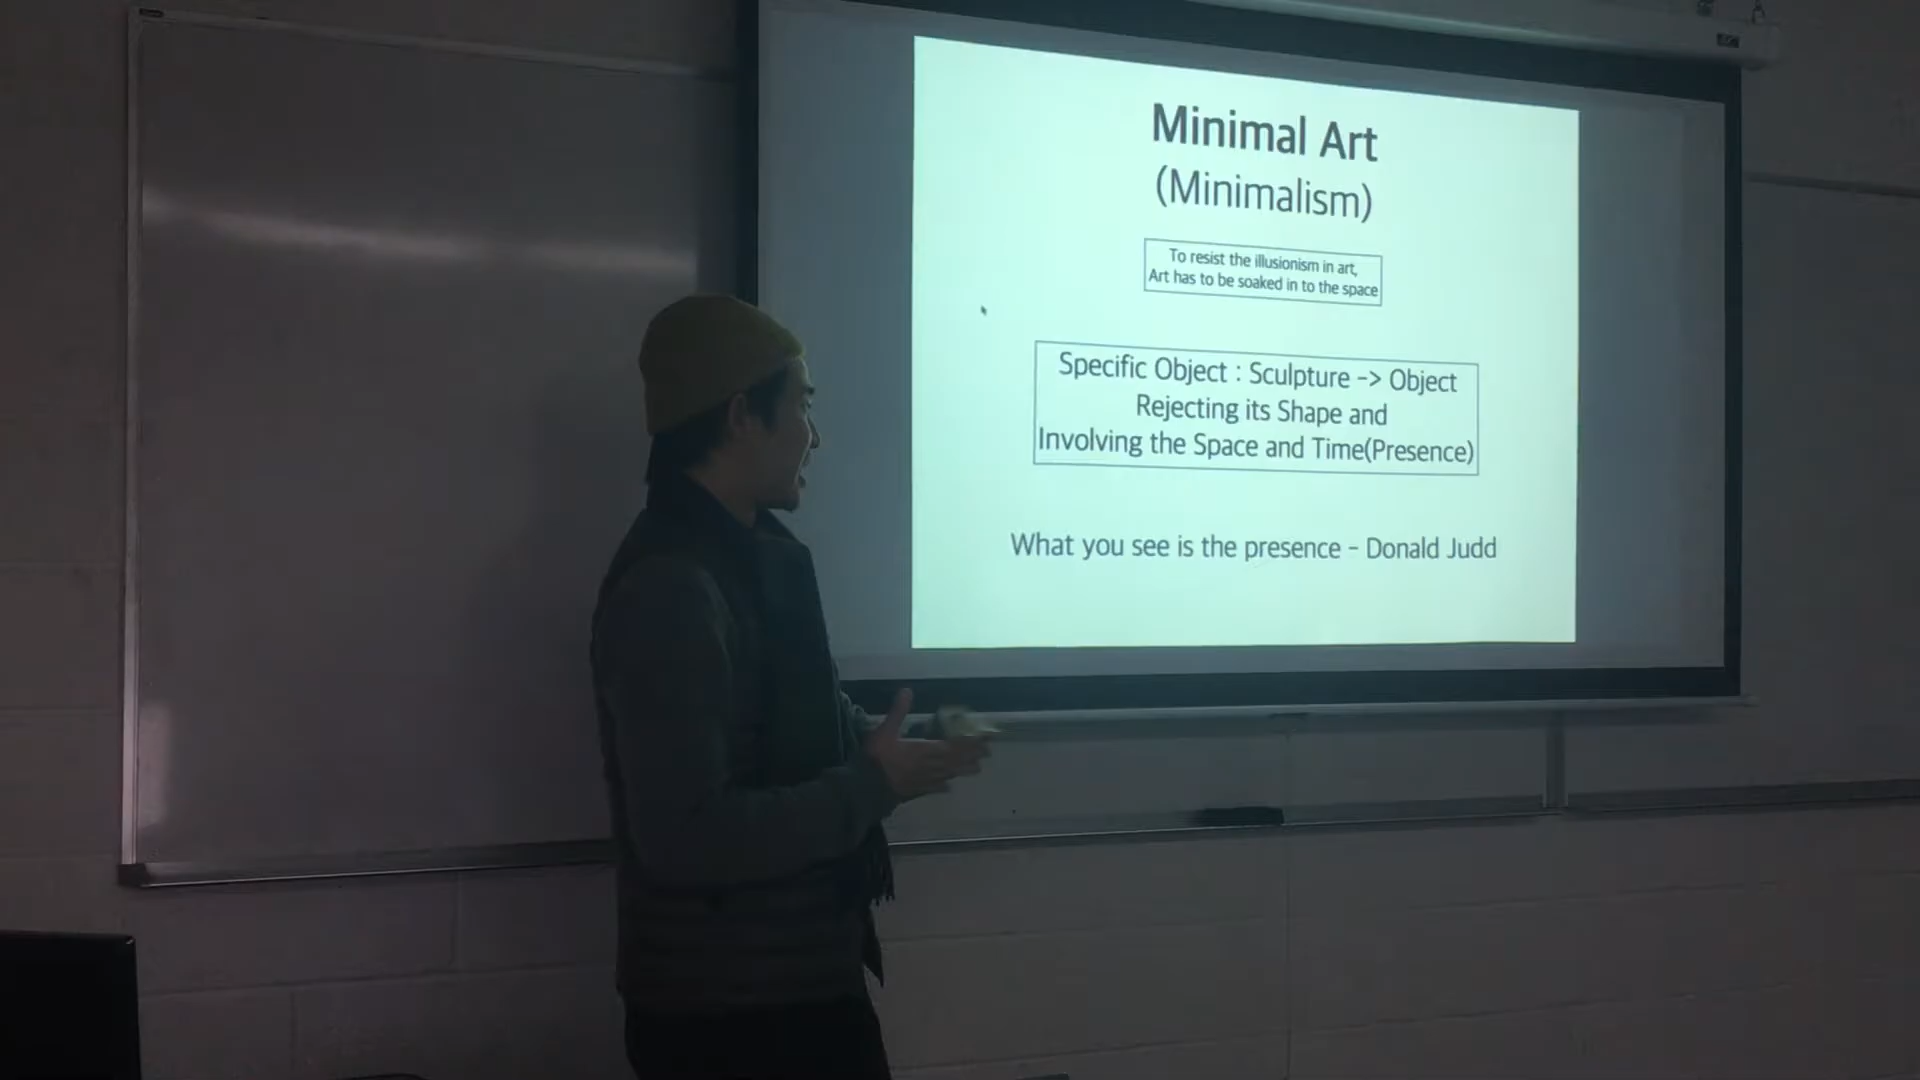 Minimal Art
(Minimalism)
To resist the illusionism in art,
Art has to be soaked in to the space
Specific Object : Sculpture -> Object
Rejecting its Shape and
Involving the Space and Time(Presence)
What you see is the presence - Donald Judd